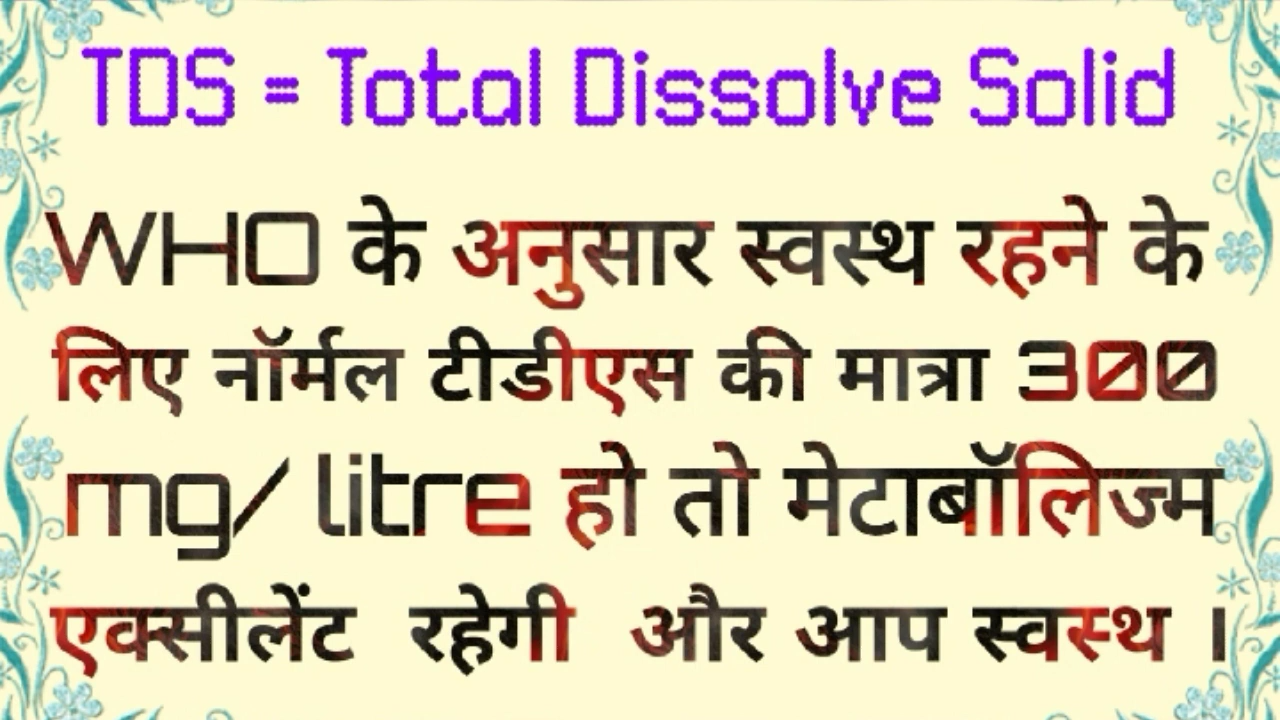 TDS = Total Dissolve Solid
WHO के अनुसार स्वस्थ रहने के
लिए नॉर्मल टीडीएस की मात्रा 300
mg/ litre हो तो मेटाबॉलिज्म
एक्सीलेंट रहेगी और आप स्वस्थ ।